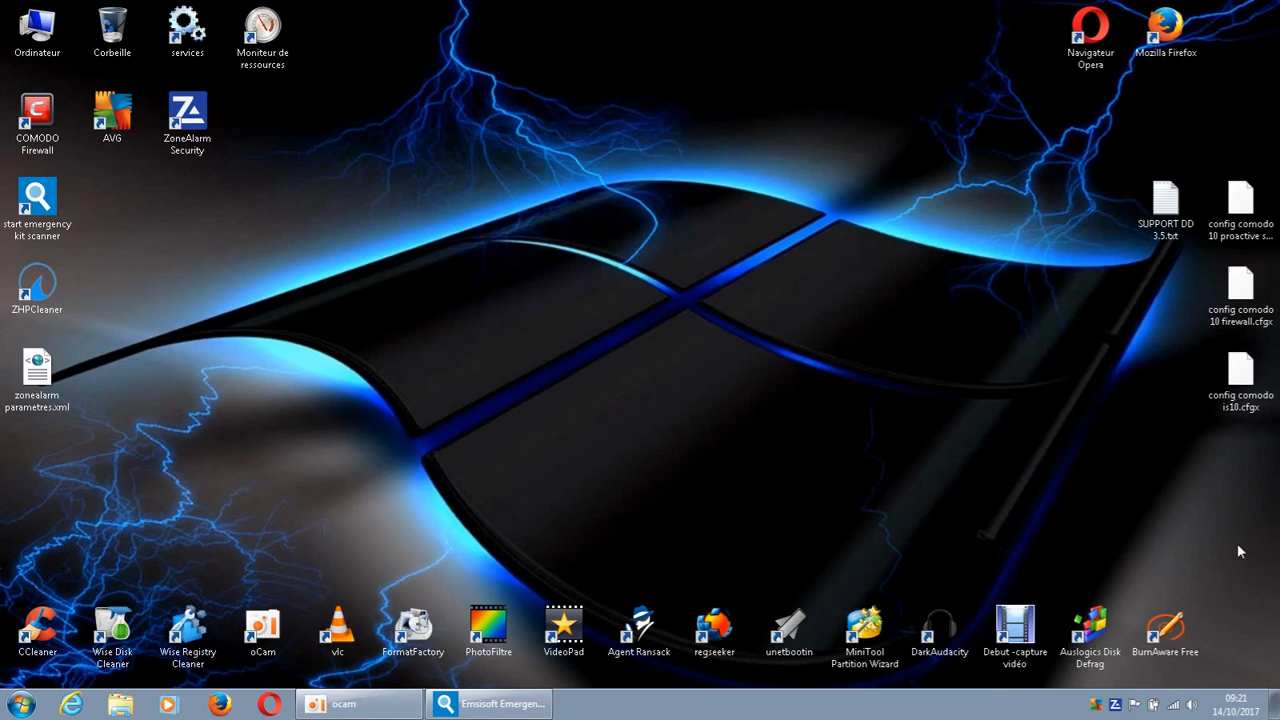 Ordinateur
Corbeille
services
Moniteur de
ressources
Navigateur
Opera
Mozilla Firefox
COMODO
Firewall
AVG
ZoneAlarm
Security
start emergency
kit scanner
SUPPORT DD
3.5.txt
config comodo
10 proactive s...
ZHPCleaner
config comodo
10 firewall.cfgx
zonealarm
parametres.xml
config comodo
is10.cfgx
CCleaner
Wise Disk
Cleaner
Wise Registry
Cleaner
oCam
vlc
FormatFactory
PhotoFiltre
VideoPad
Agent Ransack
regseeker
unetbootin
MiniTool
Partition Wizard
DarkAudacity
Debut -capture
vidéo
Auslogics Disk
Defrag
BurnAware Free
ocam
Emsisoft Emergen...
09:21
14/10/2017